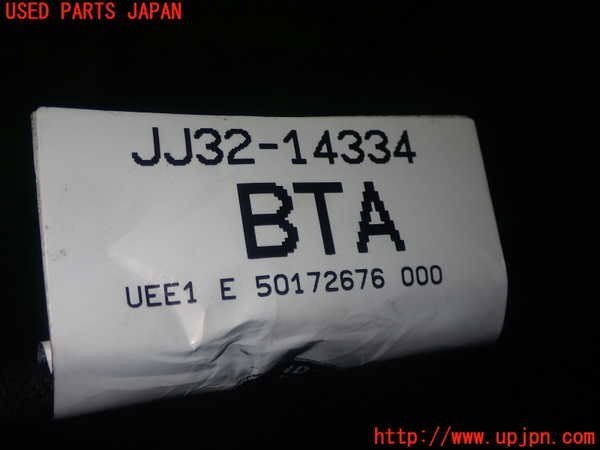 USED PARTS JAPAN
JJ32-14334
BTA
UEE1 E 50172676 000
http://www.upjpn.com/